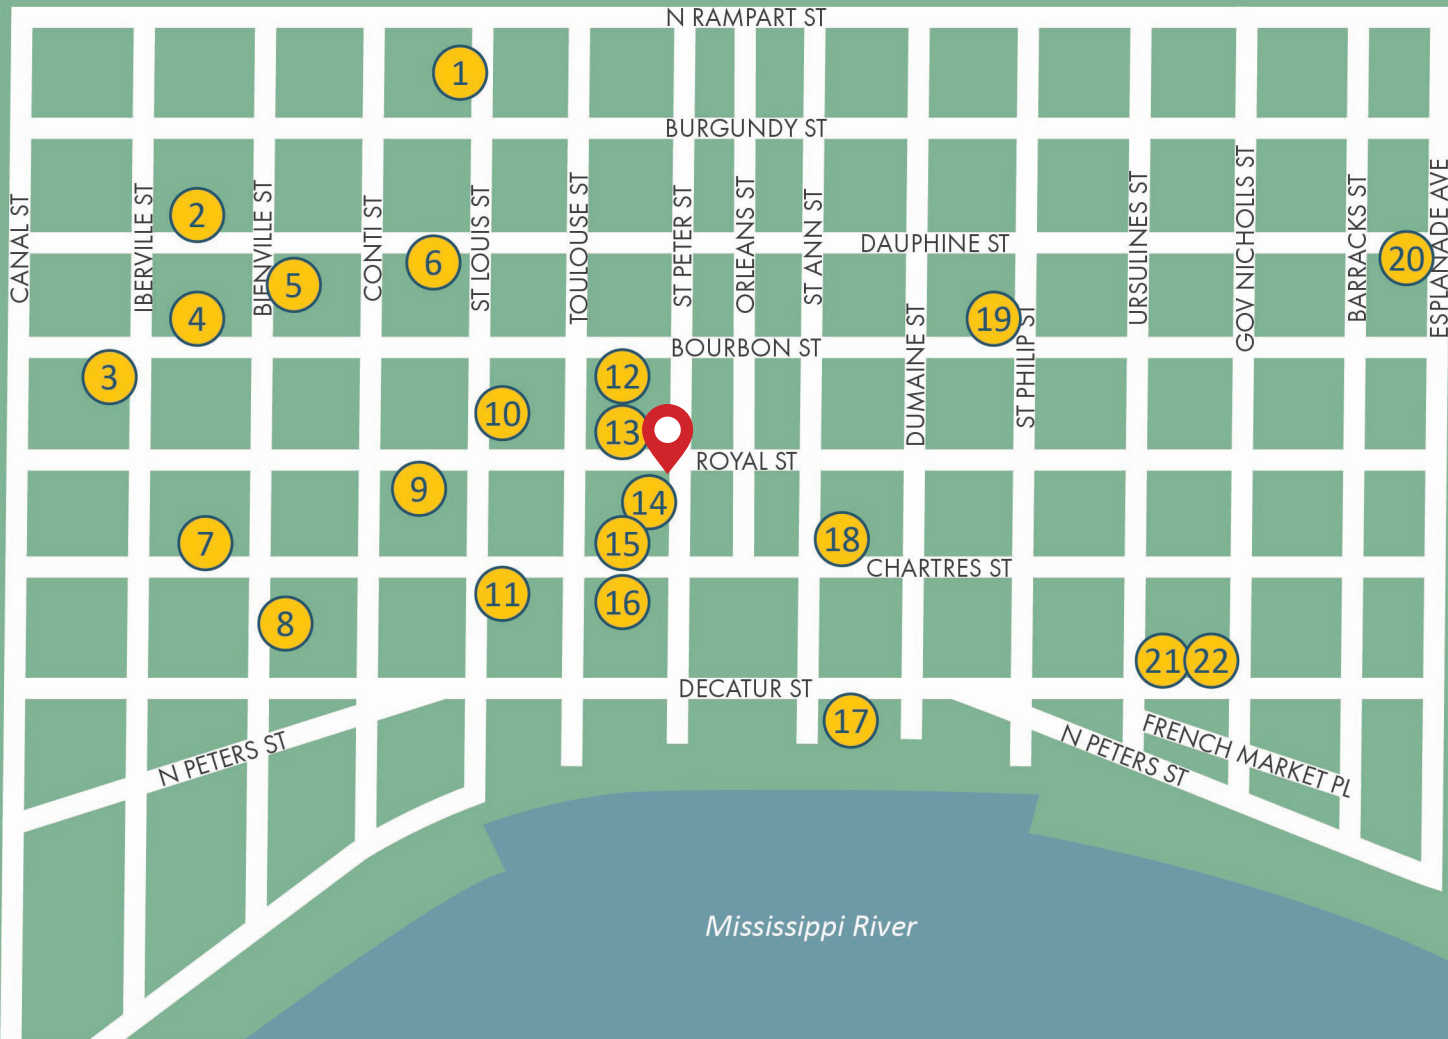 N RAMPART ST
1
BURGUNDY ST
2
CANAL ST
IBERVILLE ST
BIENVILLE ST
CONTI ST
ST LOUIS ST
TOULOUSE ST
ST PETER ST
ORLEANS ST
ST ANN ST
DAUPHINE ST
URSULINES ST
GOV NICHOLLS ST
BARRACKS ST
ESPLANADE AVE
6
20
5
4
19
DUMAINE ST
ST PHILIP ST
BOURBON ST
3
12
10
13
ROYAL ST
9
14
7
15
18
CHARTRES ST
11
16
8
21
22
DECATUR ST
17
N PETERS ST
N PETERS ST
FRENCH MARKET PL
Mississippi River